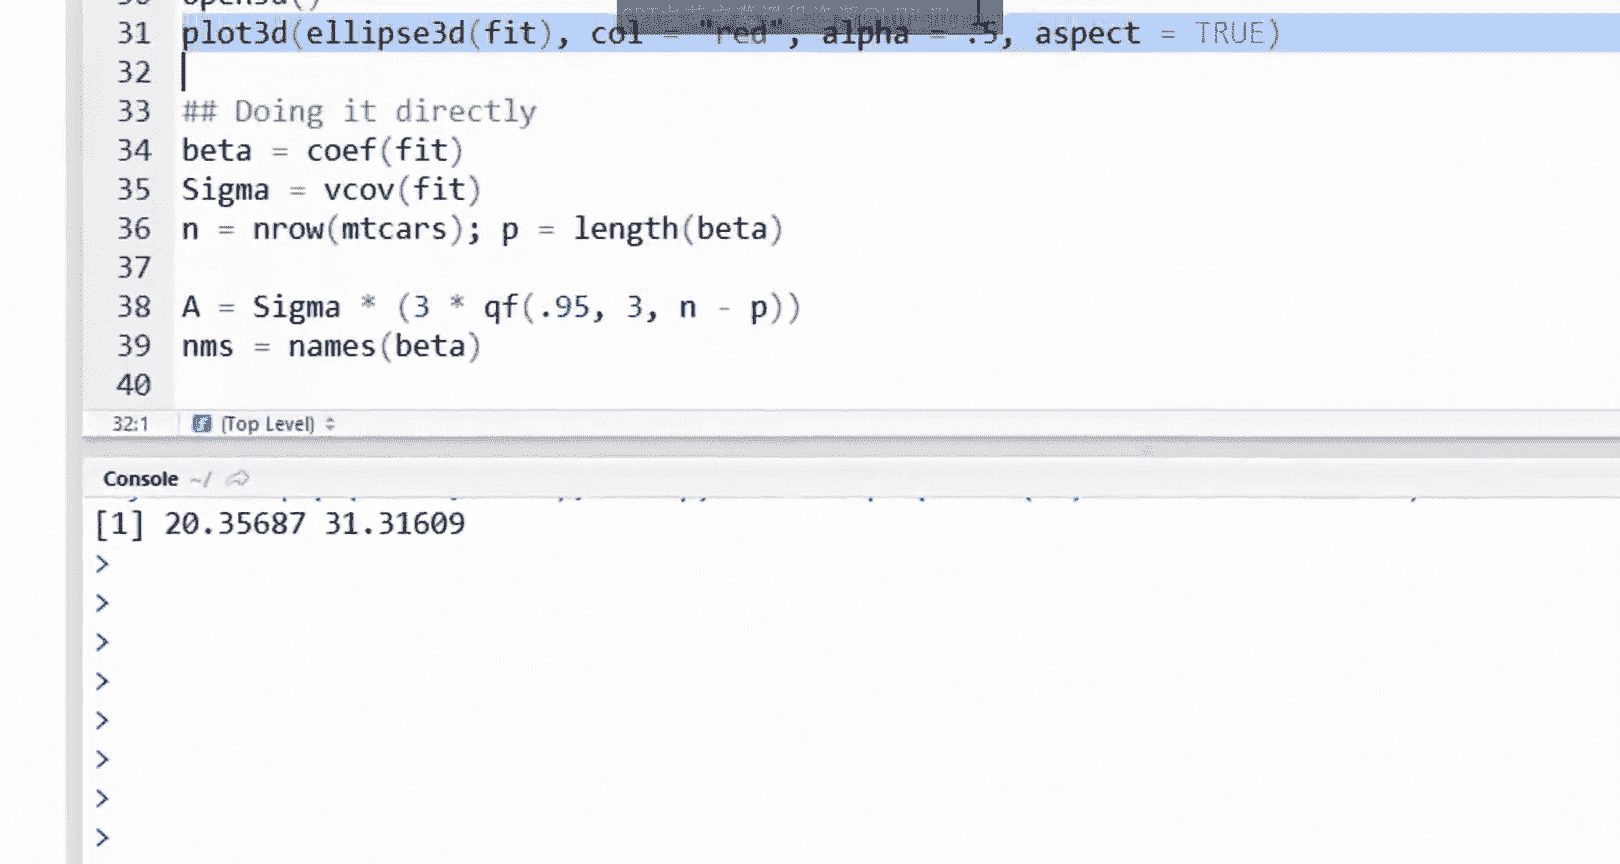 31 plot3d(ellipse3d(fit), col = "red", alpha = .5, aspect = TRUE)
32
33 ## Doing it directly
34 beta = coef(fit)
35 Sigma = vcov(fit)
36 n = nrow(mtcars); p = length(beta)
37
38 A = Sigma * (3 * qf(.95, 3, n - p))
39 nms = names(beta)
40
32:1 (Top Level)
Console ~/
[1] 20.35687 31.31609
>
>
>
>
>
>
>
>